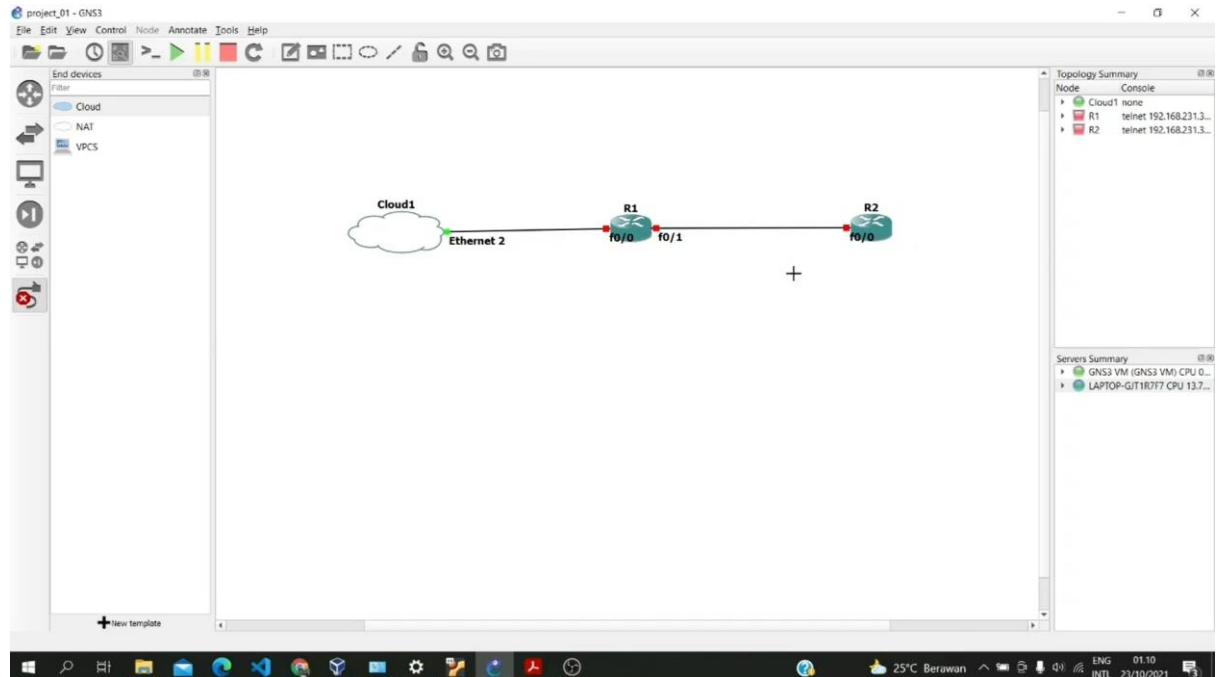 project_01 - GNS3
File Edit View Control Node Annotate Tools Help
End devices
Filter
Cloud
NAT
VPCS
New template
Cloud1
Ethernet 2
R1
f0/0
f0/1
R2
f0/0
Topology Summary
Node Console
Cloud1 none
R1 telnet 192.168.231.3...
R2 telnet 192.168.231.3...
Servers Summary
GNS3 VM (GNS3 VM) CPU 0...
LAPTOP-GJT1R7F7 CPU 13.7...
25°C Berawan
ENG
INTL
01.10
23/10/2021
3